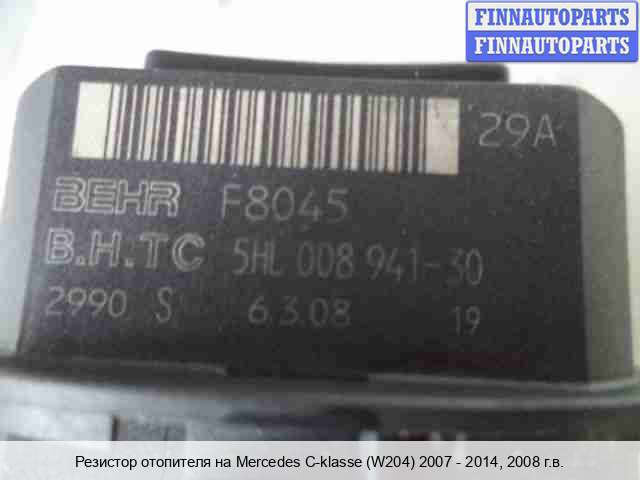 FINNAUTOPARTS
FINNAUTOPARTS
29A
BEHR F8045
B.H.TC 5HL 008 941-30
2990 S 6.3.08 19
Резистор отопителя на Mercedes C-klasse (W204) 2007 - 2014, 2008 г.в.